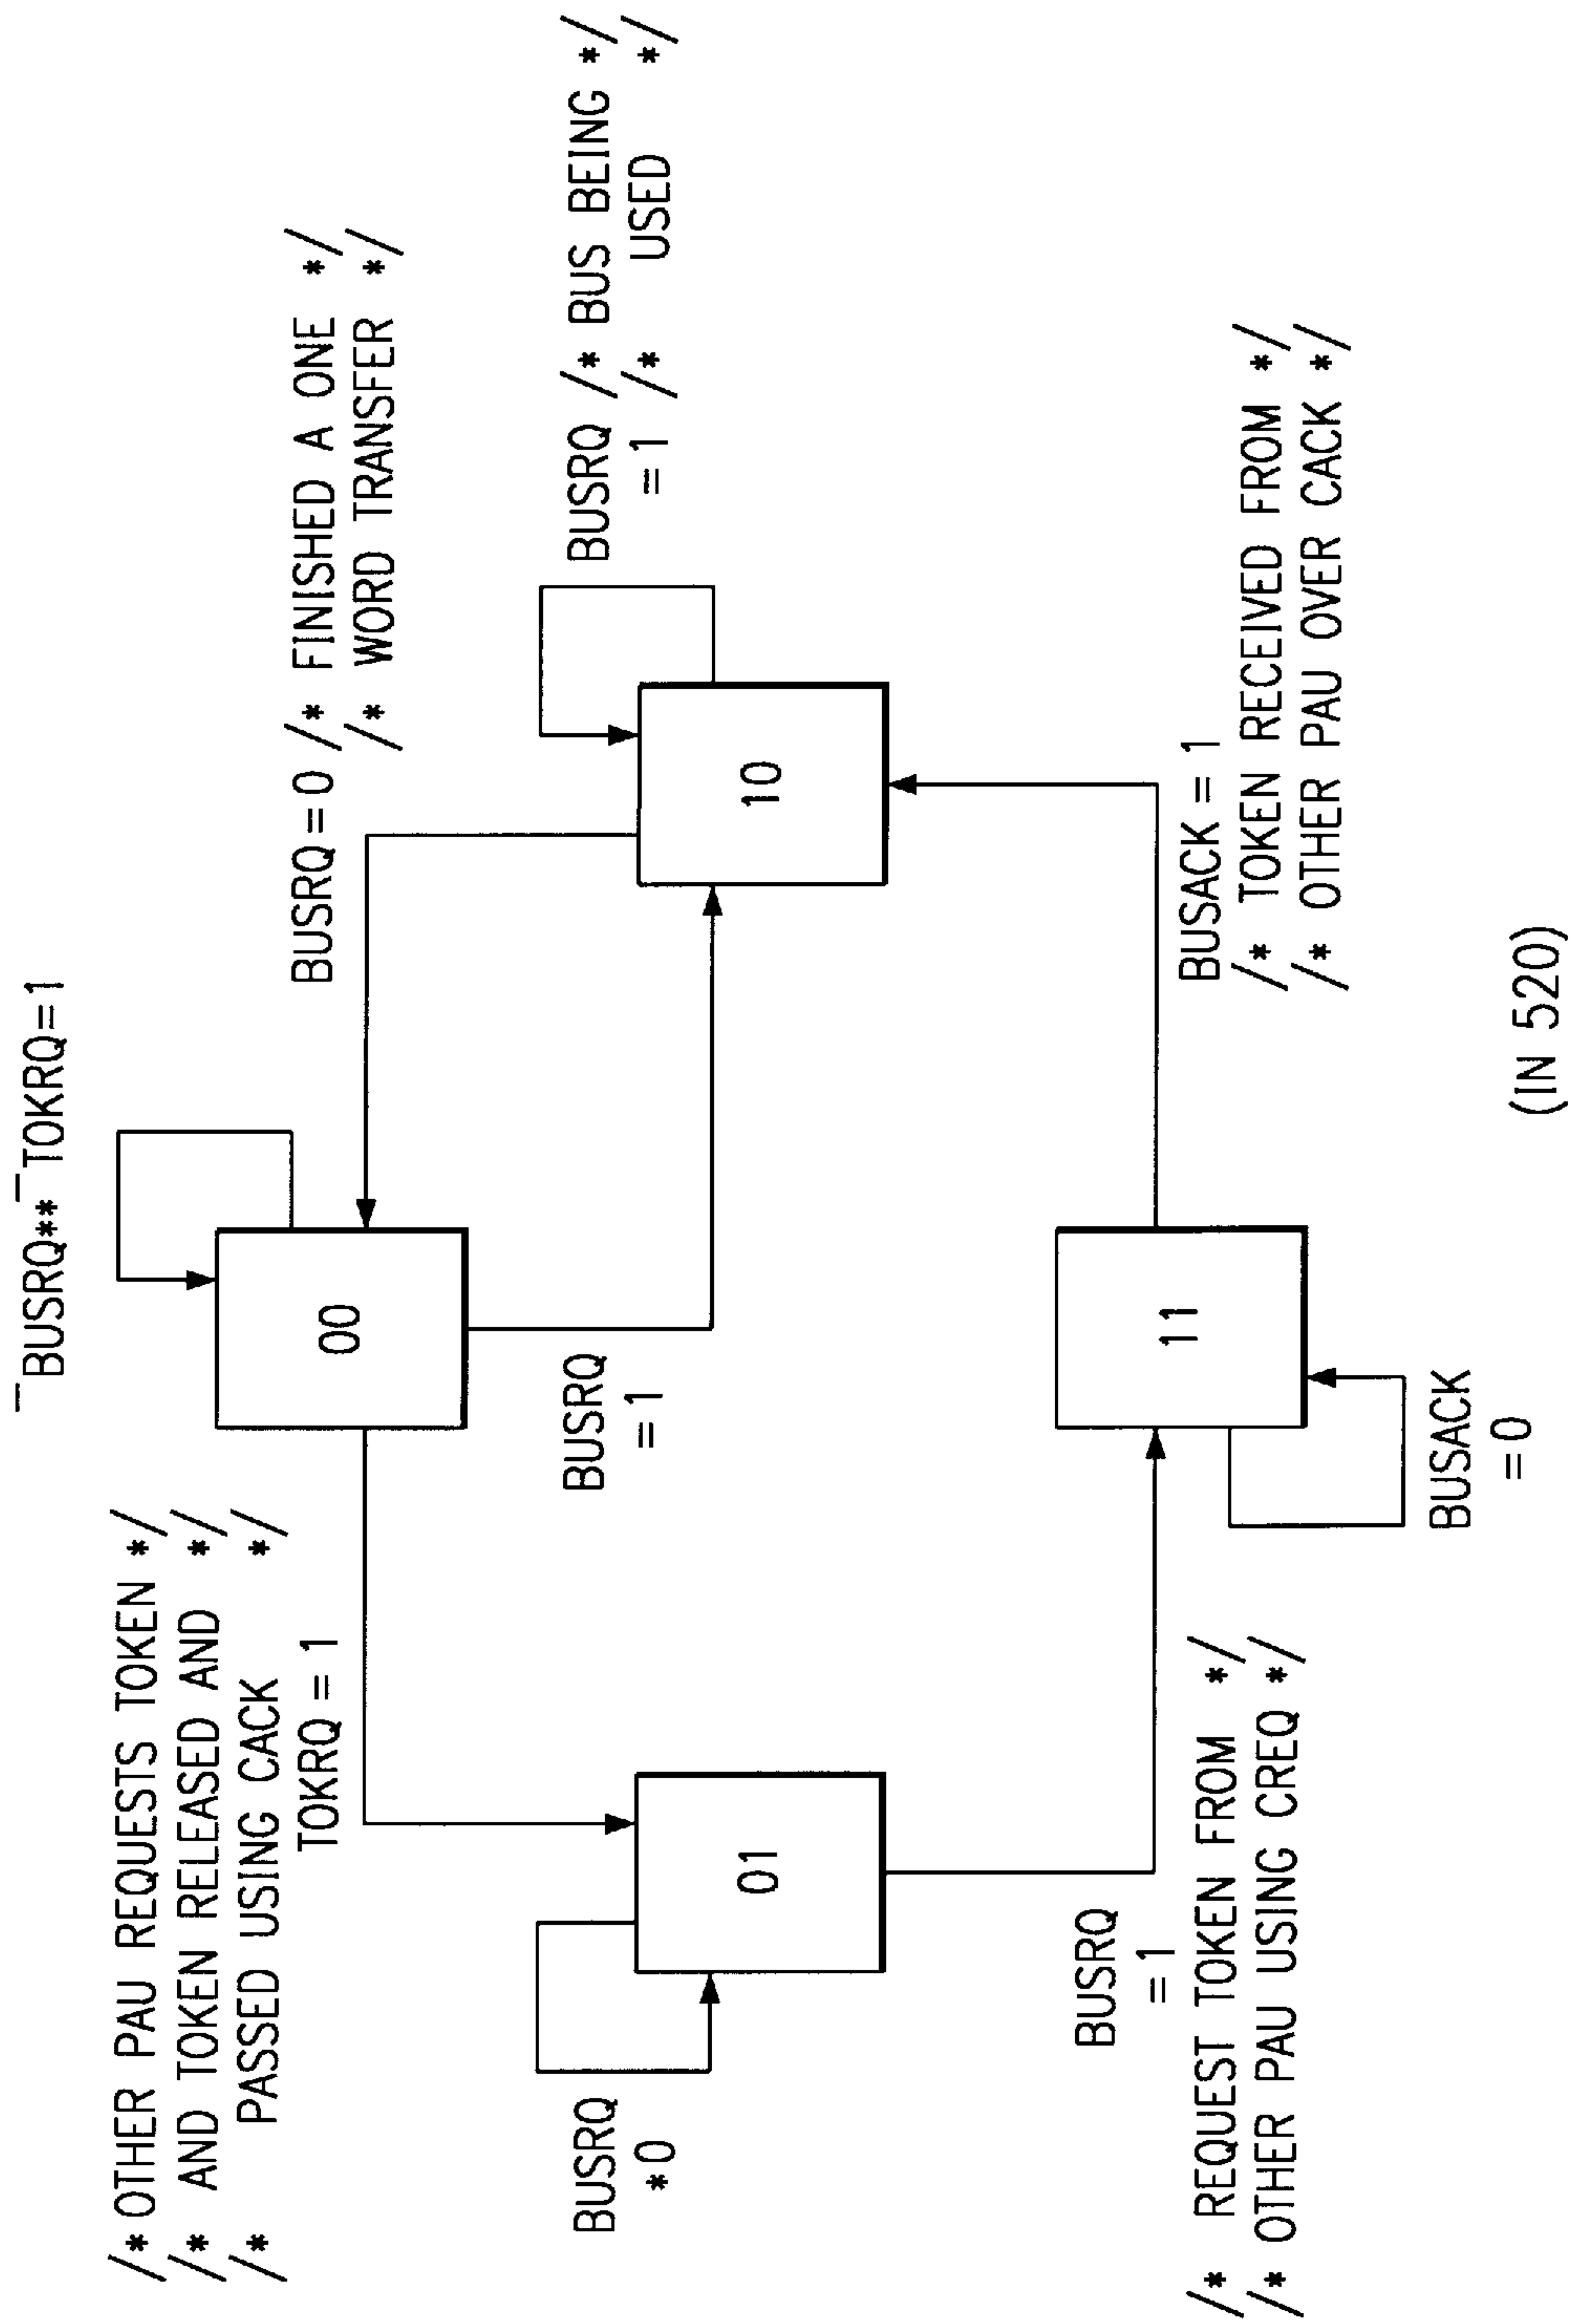 ¯BUSRQ**¯TOKRQ=1
/* OTHER PAU REQUESTS TOKEN */
/* AND TOKEN RELEASED AND */
/* PASSED USING CACK */
TOKRQ = 1
00
BUSRQ = 0 /* FINISHED A ONE */
/* WORD TRANSFER */
BUSRQ
= 1
BUSRQ /* BUS BEING */
= 1 /* USED */
BUSRQ
*0
01
10
BUSRQ
= 1
/* REQUEST TOKEN FROM */
/* OTHER PAU USING CREQ */
11
BUSACK = 1
/* TOKEN RECEIVED FROM */
/* OTHER PAU OVER CACK */
BUSACK
= 0
(IN 520)